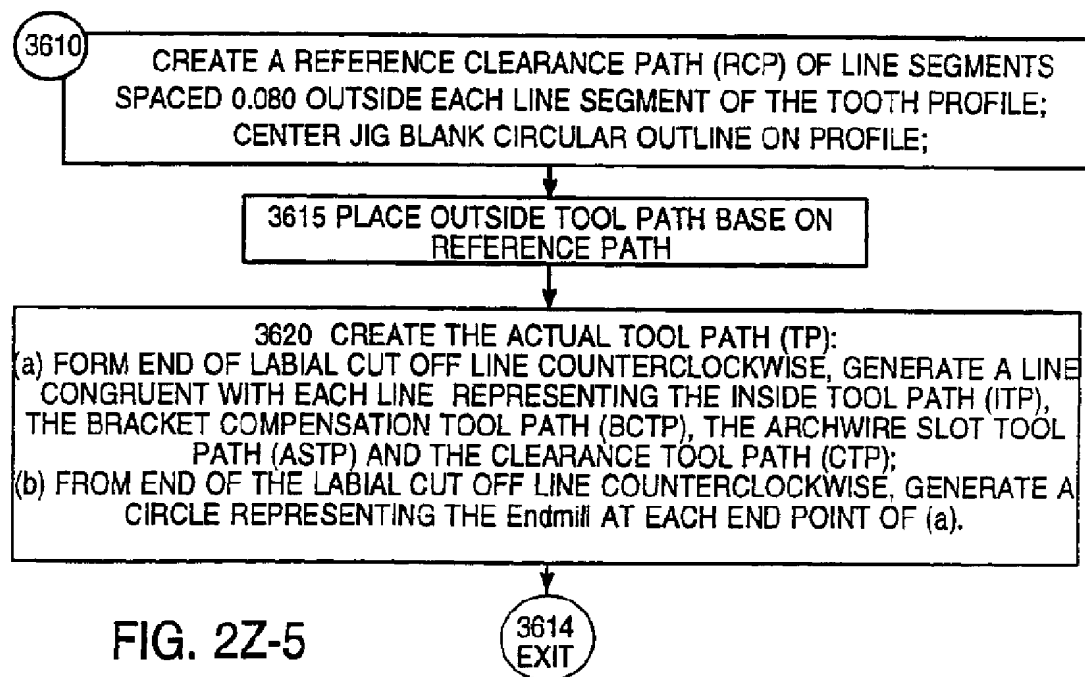 3610
CREATE A REFERENCE CLEARANCE PATH (RCP) OF LINE SEGMENTS
SPACED 0.080 OUTSIDE EACH LINE SEGMENT OF THE TOOTH PROFILE;
CENTER JIG BLANK CIRCULAR OUTLINE ON PROFILE;
3615 PLACE OUTSIDE TOOL PATH BASE ON
REFERENCE PATH
3620 CREATE THE ACTUAL TOOL PATH (TP):
(a) FORM END OF LABIAL CUT OFF LINE COUNTERCLOCKWISE, GENERATE A LINE
CONGRUENT WITH EACH LINE REPRESENTING THE INSIDE TOOL PATH (ITP),
THE BRACKET COMPENSATION TOOL PATH (BCTP), THE ARCHWIRE SLOT TOOL
PATH (ASTP) AND THE CLEARANCE TOOL PATH (CTP);
(b) FROM END OF THE LABIAL CUT OFF LINE COUNTERCLOCKWISE, GENERATE A
CIRCLE REPRESENTING THE Endmill AT EACH END POINT OF (a).
3614
EXIT
FIG. 2Z-5